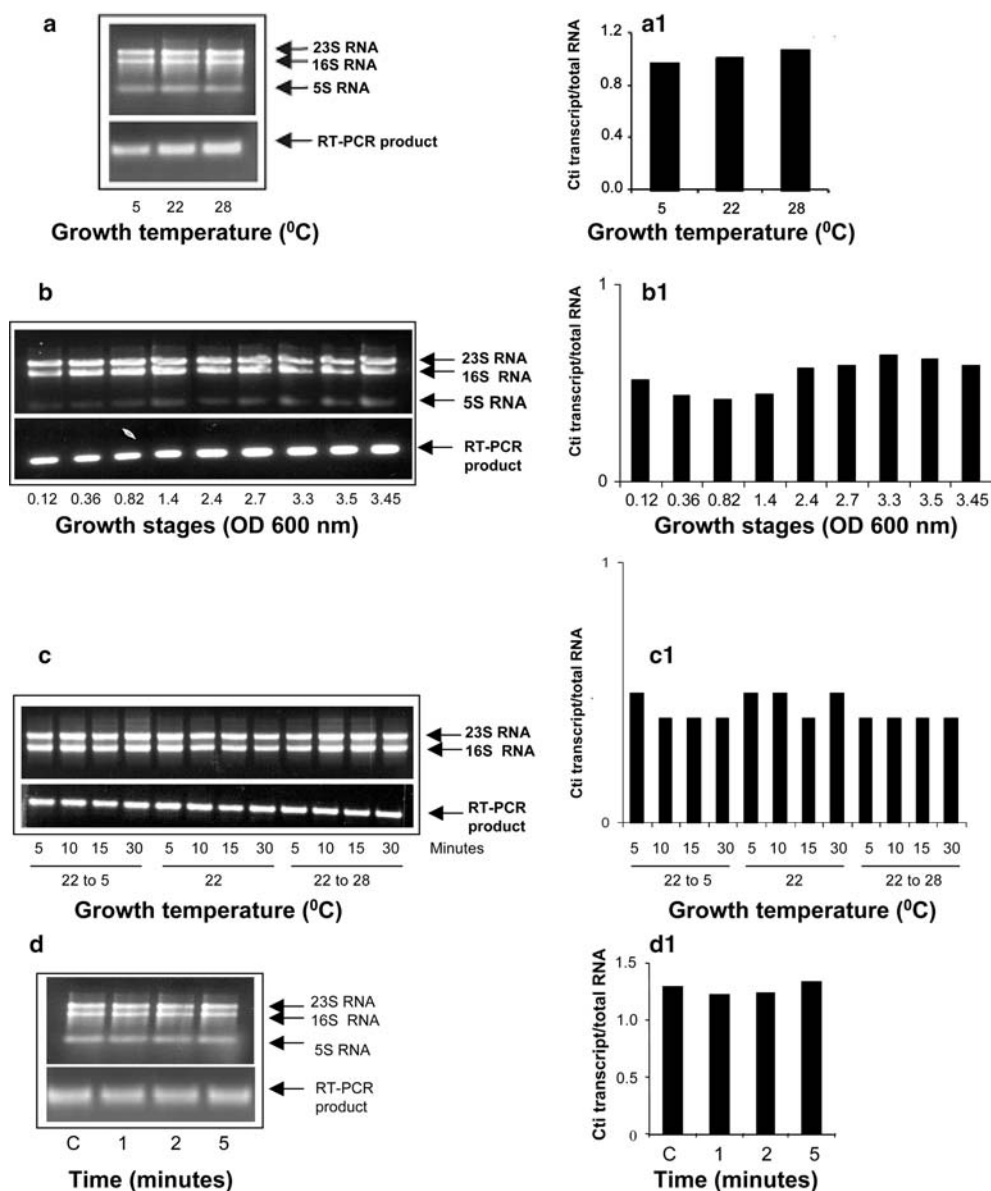 a
23S RNA
16S RNA
5S RNA
RT-PCR product
5 22 28
Growth temperature (⁰C)
a1
Cti transcript/total RNA
1.2
0.8
0.4
0.0
5 22 28
Growth temperature (⁰C)
b
23S RNA
16S RNA
5S RNA
RT-PCR
product
0.12 0.36 0.82 1.4 2.4 2.7 3.3 3.5 3.45
Growth stages (OD 600 nm)
b1
Cti transcript/total RNA
1
0
0.12 0.36 0.82 1.4 2.4 2.7 3.3 3.5 3.45
Growth stages (OD 600 nm)
c
23S RNA
16S RNA
RT-PCR
product
5 10 15 30 5 10 15 30 5 10 15 30 Minutes
22 to 5 22 22 to 28
Growth temperature (⁰C)
c1
Cti transcript/total RNA
1
0
5 10 15 30 5 10 15 30 5 10 15 30
22 to 5 22 22 to 28
Growth temperature (⁰C)
d
23S RNA
16S RNA
5S RNA
RT-PCR
product
C 1 2 5
Time (minutes)
d1
Cti transcript/total RNA
1.5
1.0
0.5
0
C 1 2 5
Time (minutes)